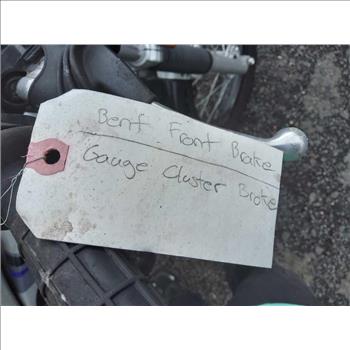 Bent Front Brake
Gauge Cluster Broke